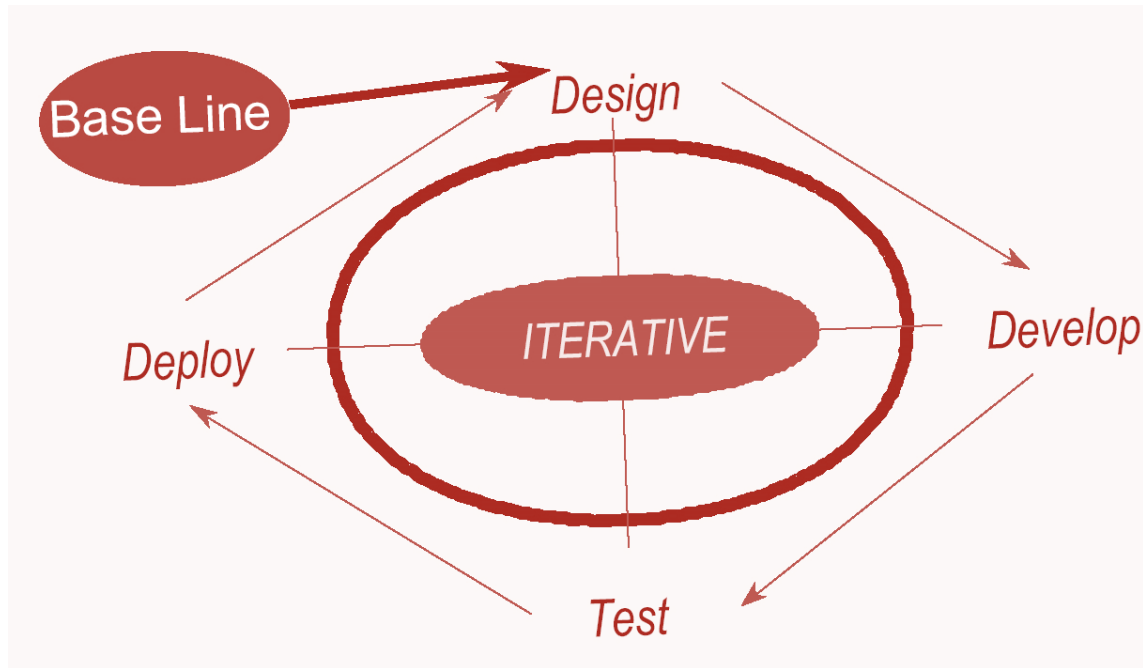 Base Line
Design
ITERATIVE
Deploy
Develop
Test